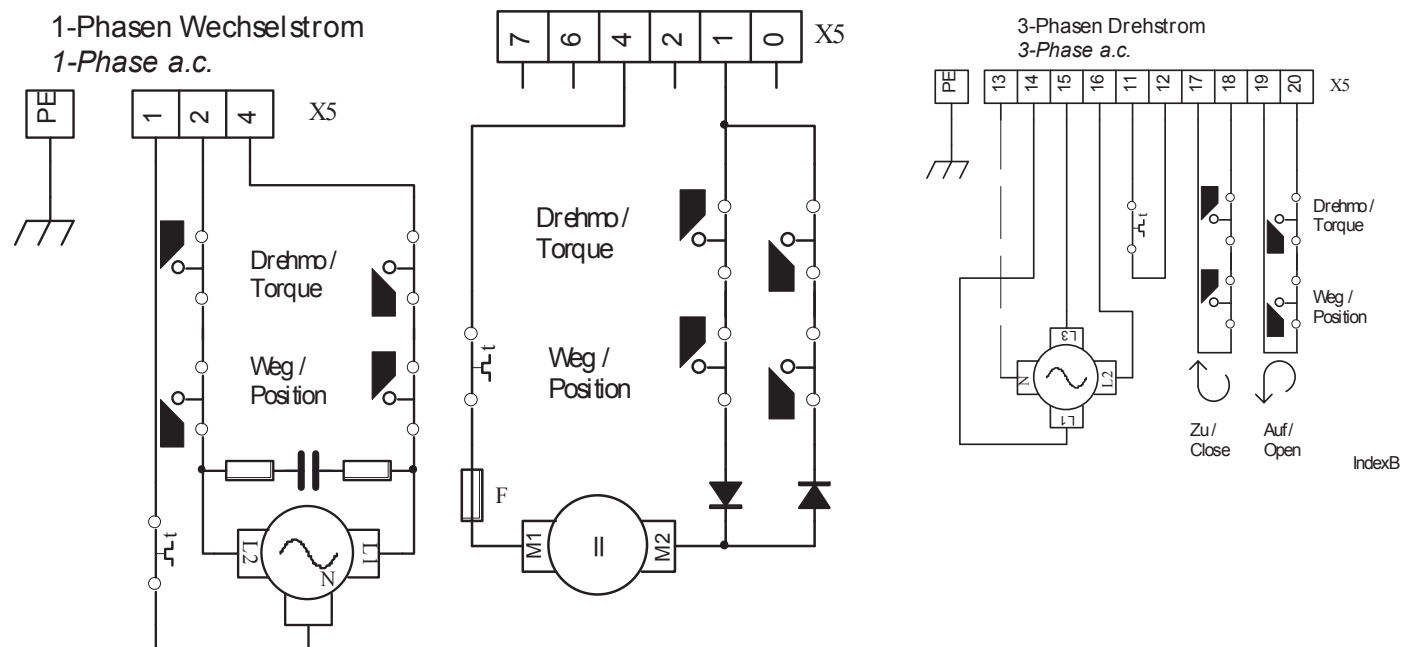 1-Phasen Wechselstrom
1-Phase a.c.
PE
1 2 4 X5
Drehmo/
Torque
Weg /
Position
t
L2 N L1
7 6 4 2 1 0 X5
Drehmo/
Torque
Weg /
Position
t
F
M1 = M2
3-Phasen Drehstrom
3-Phase a.c.
PE
13 14 15 16 11 12 17 18 19 20 X5
t
Drehmo/
Torque
Weg /
Position
L3
N L2
L1
Zu/
Close
Auf/
Open
IndexB